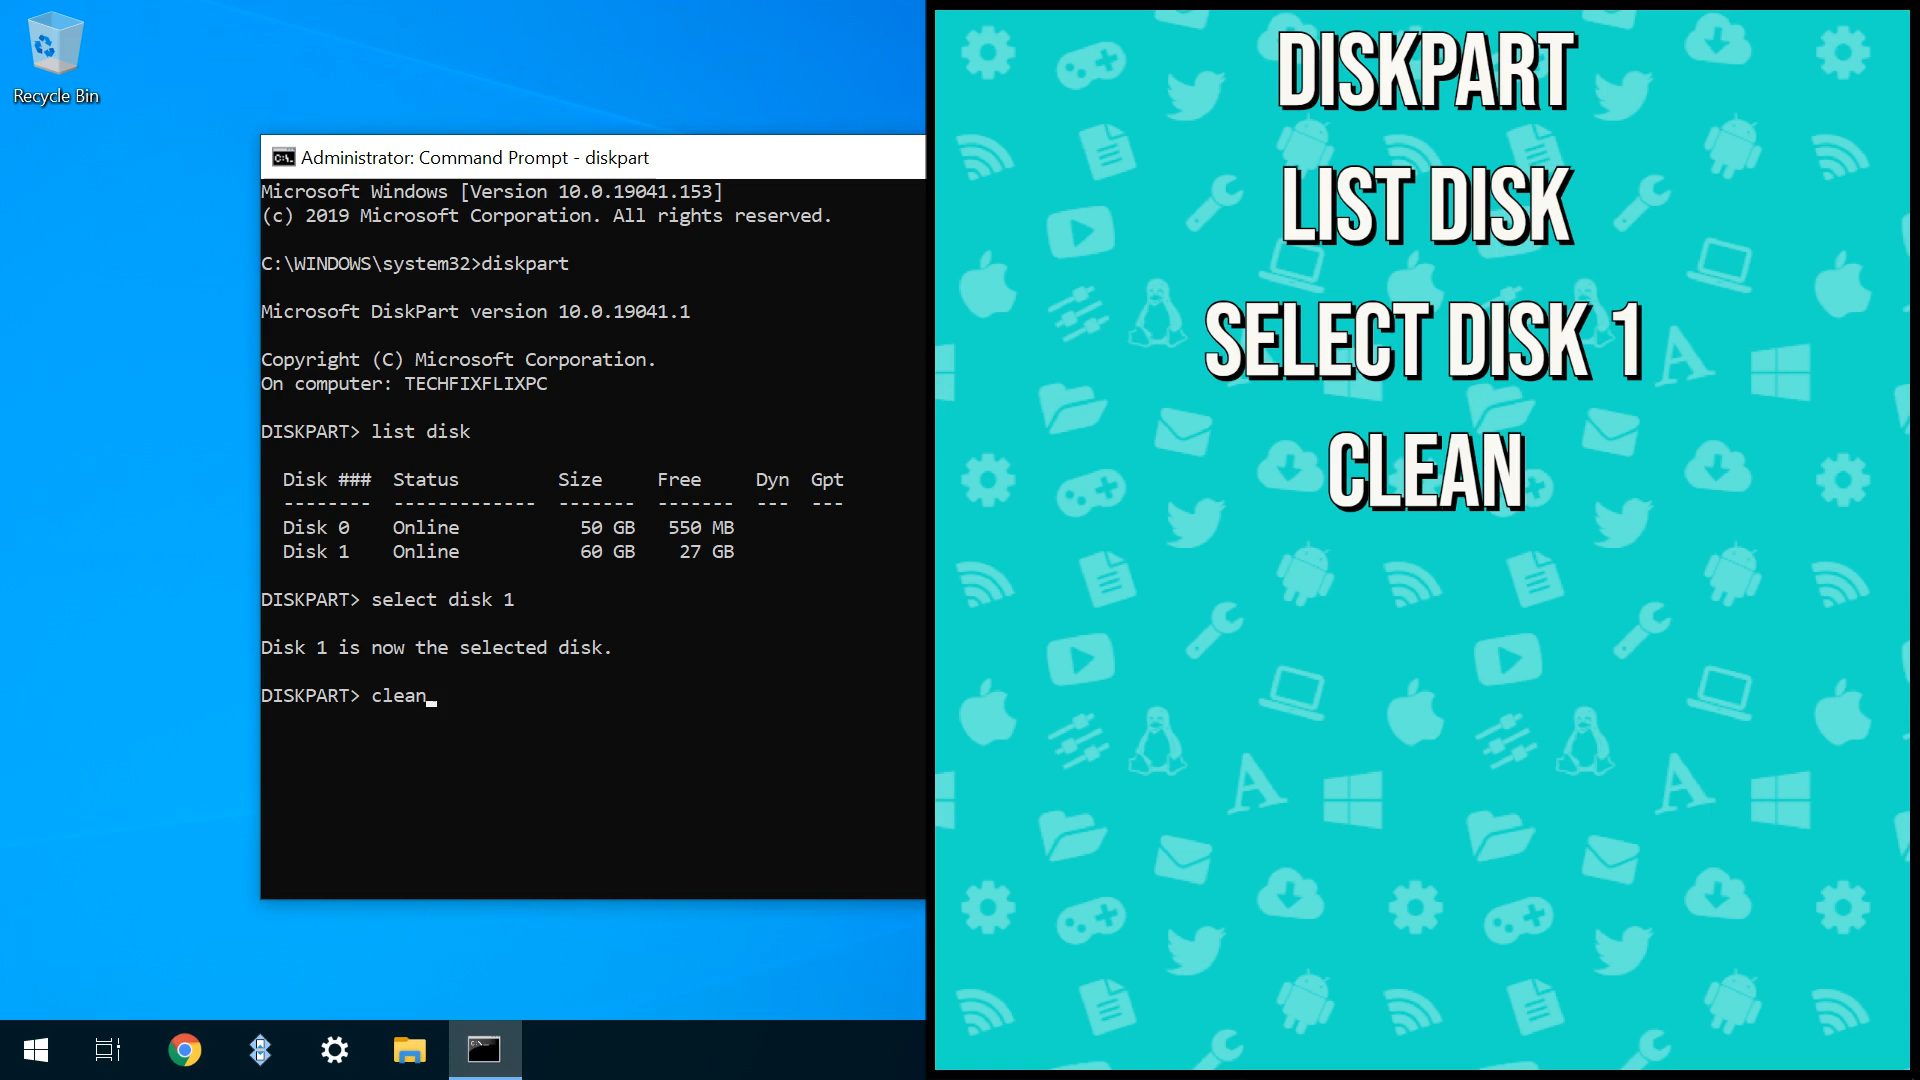 Recycle Bin
Administrator: Command Prompt - diskpart
Microsoft Windows [Version 10.0.19041.153]
(c) 2019 Microsoft Corporation. All rights reserved.
C:\WINDOWS\system32>diskpart
Microsoft DiskPart version 10.0.19041.1
Copyright (C) Microsoft Corporation.
On computer: TECHFIXFLIXPC
DISKPART> list disk
Disk ### Status Size Free Dyn Gpt
-------- ------------- ------- ------- --- ---
Disk 0 Online 50 GB 550 MB
Disk 1 Online 60 GB 27 GB
DISKPART> select disk 1
Disk 1 is now the selected disk.
DISKPART> clean
DISKPART
LIST DISK
SELECT DISK 1
CLEAN